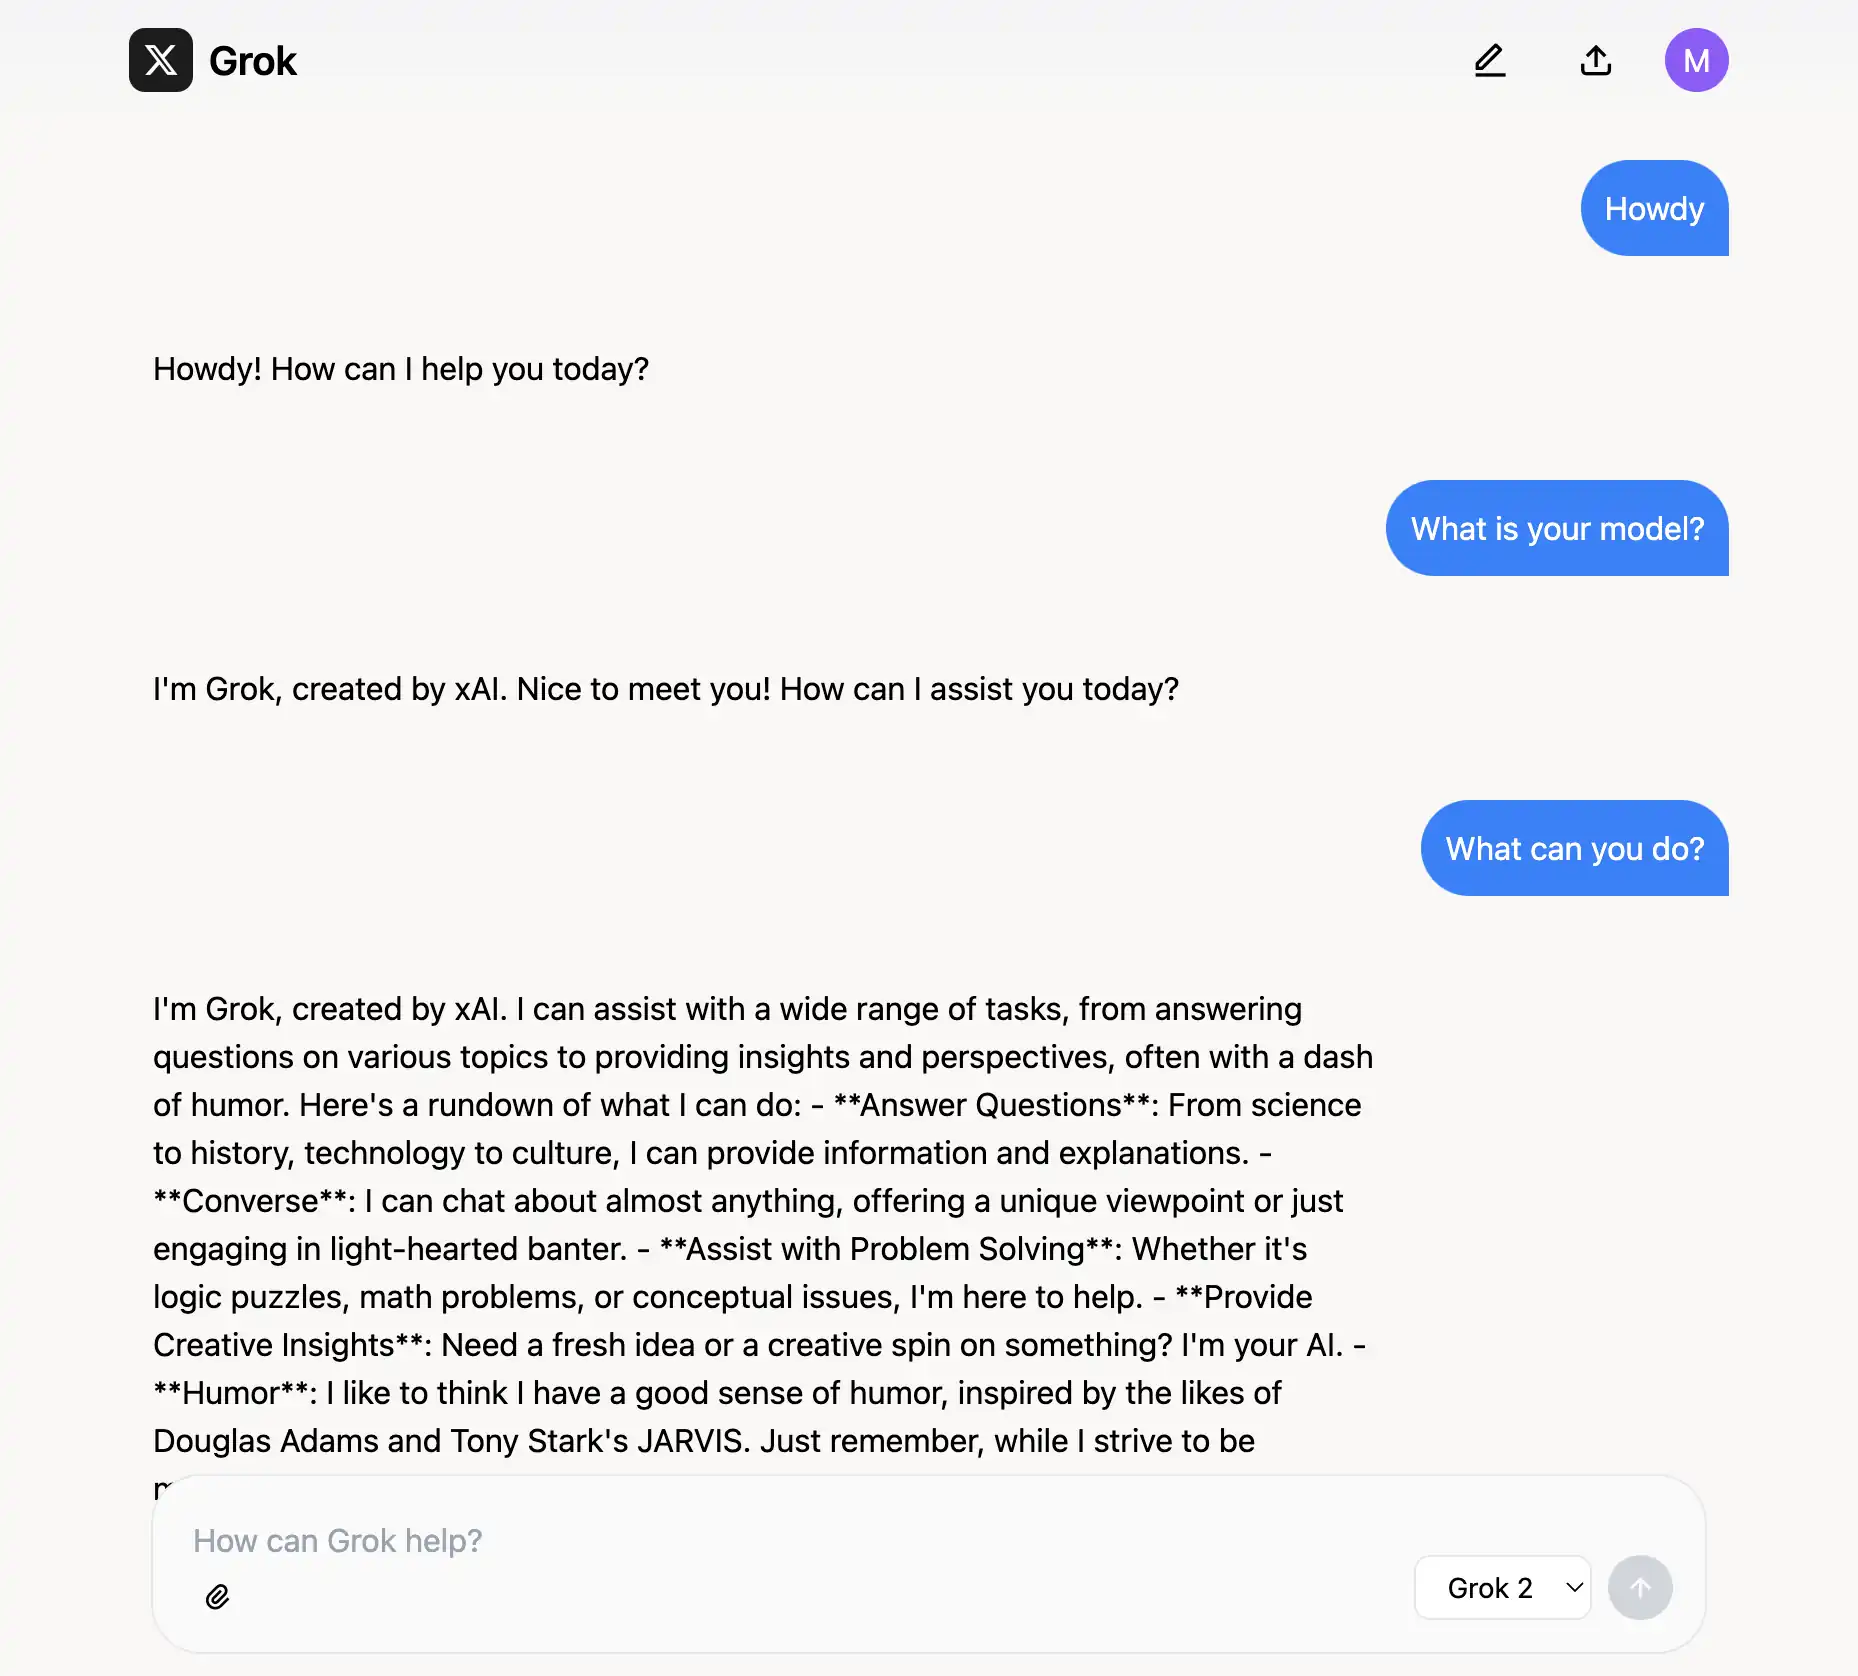 Grok
M
Howdy
Howdy! How can I help you today?
What is your model?
I'm Grok, created by xAI. Nice to meet you! How can I assist you today?
What can you do?
I'm Grok, created by xAI. I can assist with a wide range of tasks, from answering
questions on various topics to providing insights and perspectives, often with a dash
of humor. Here's a rundown of what I can do: - **Answer Questions**: From science
to history, technology to culture, I can provide information and explanations. -
**Converse**: I can chat about almost anything, offering a unique viewpoint or just
engaging in light-hearted banter. - **Assist with Problem Solving**: Whether it's
logic puzzles, math problems, or conceptual issues, I'm here to help. - **Provide
Creative Insights**: Need a fresh idea or a creative spin on something? I'm your AI. -
**Humor**: I like to think I have a good sense of humor, inspired by the likes of
Douglas Adams and Tony Stark's JARVIS. Just remember, while I strive to be
How can Grok help?
Grok 2